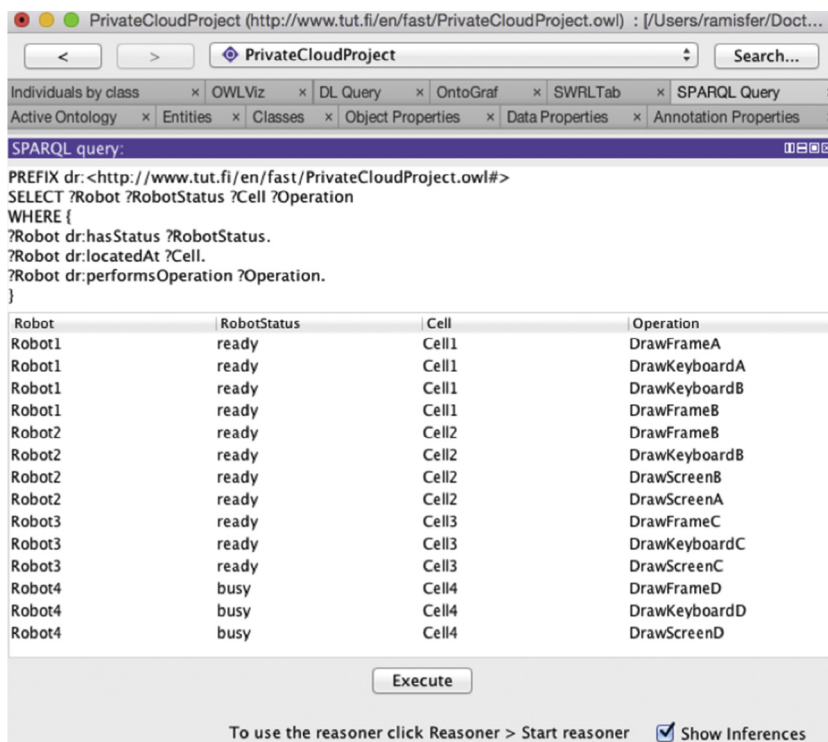 PrivateCloudProject (http://www.tut.fi/en/fast/PrivateCloudProject.owl) : [/Users/ramisfer/Doct...
< > PrivateCloudProject Search...
Individuals by class × OWLViz × DL Query × OntoGraf × SWRLTab × SPARQL Query
Active Ontology × Entities × Classes × Object Properties × Data Properties × Annotation Properties
SPARQL query:
PREFIX dr:<http://www.tut.fi/en/fast/PrivateCloudProject.owl#>
SELECT ?Robot ?RobotStatus ?Cell ?Operation
WHERE {
?Robot dr:hasStatus ?RobotStatus.
?Robot dr:locatedAt ?Cell.
?Robot dr:performsOperation ?Operation.
}
Robot RobotStatus Cell Operation
Robot1 ready Cell1 DrawFrameA
Robot1 ready Cell1 DrawKeyboardA
Robot1 ready Cell1 DrawKeyboardB
Robot1 ready Cell1 DrawFrameB
Robot2 ready Cell2 DrawFrameB
Robot2 ready Cell2 DrawKeyboardB
Robot2 ready Cell2 DrawScreenB
Robot2 ready Cell2 DrawScreenA
Robot3 ready Cell3 DrawFrameC
Robot3 ready Cell3 DrawKeyboardC
Robot3 ready Cell3 DrawScreenC
Robot4 busy Cell4 DrawFrameD
Robot4 busy Cell4 DrawKeyboardD
Robot4 busy Cell4 DrawScreenD
Execute
To use the reasoner click Reasoner > Start reasoner Show Inferences